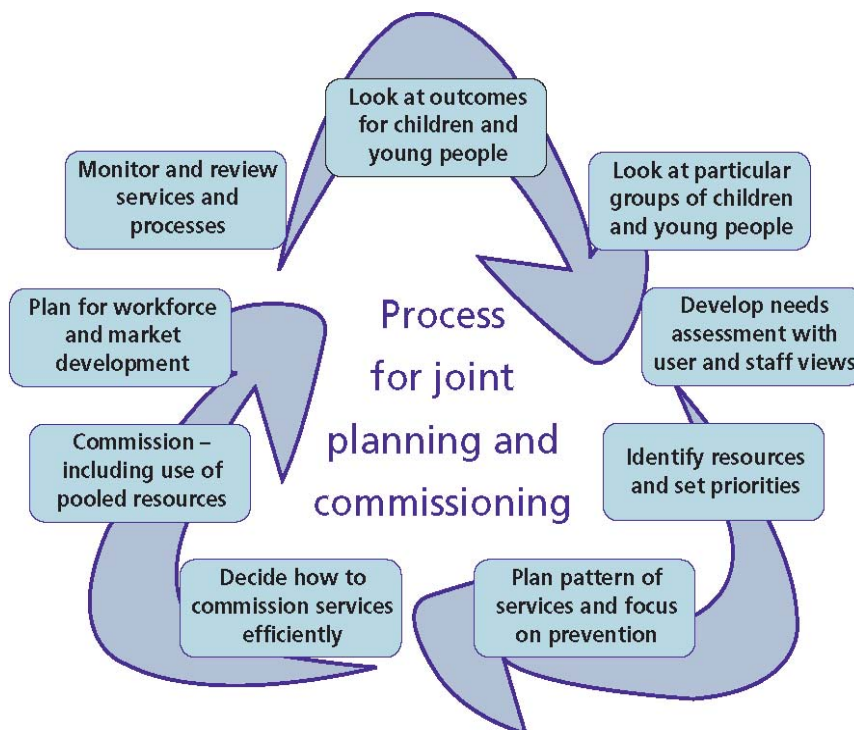 Look at outcomes
for children and
young people
Look at particular
groups of children
and young people
Develop needs
assessment with
user and staff views
Identify resources
and set priorities
Plan pattern of
services and focus
on prevention
Decide how to
commission services
efficiently
Commission –
including use of
pooled resources
Plan for workforce
and market
development
Monitor and review
services and
processes
Process
for joint
planning and
commissioning